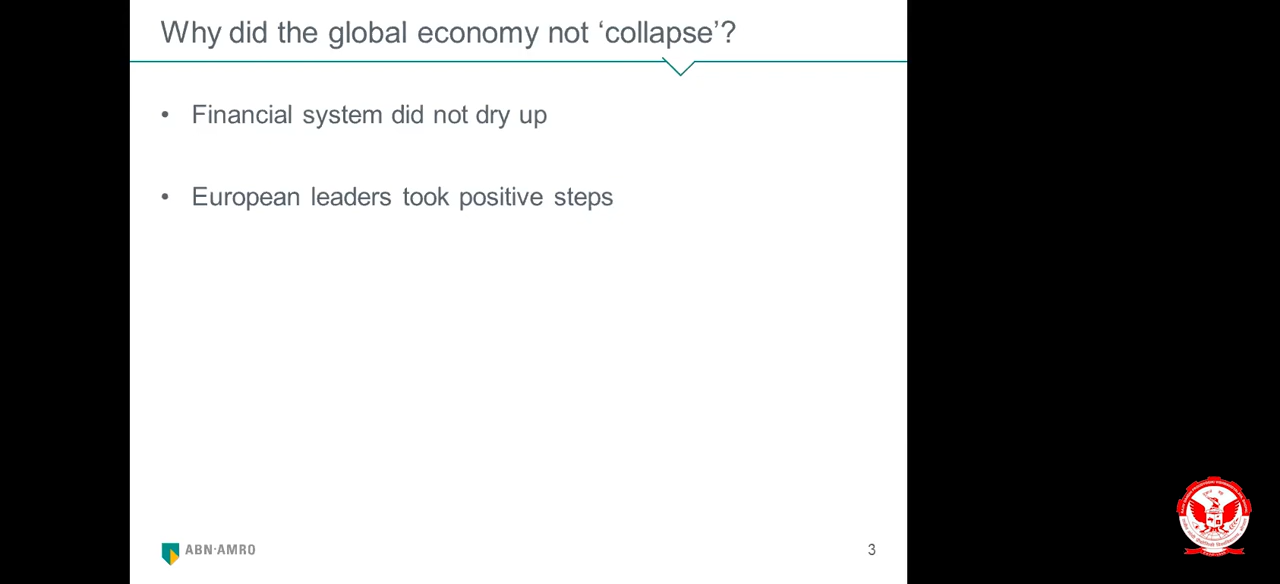 Why did the global economy not ‘collapse’?
• Financial system did not dry up
• European leaders took positive steps
ABN·AMRO
3